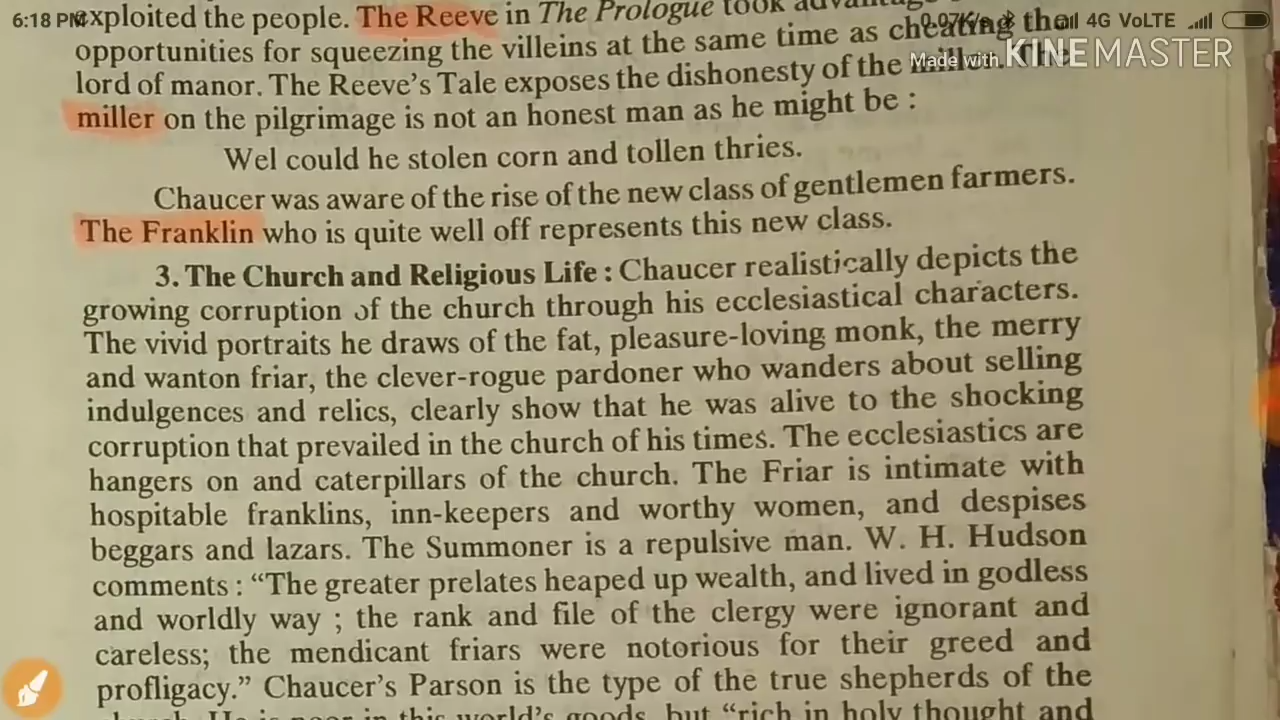 6:18 PM
0.07K/s 4G VoLTE
Made with KINEMASTER
exploited the people. The Reeve in The Prologue took
opportunities for squeezing the villeins at the same time as cheating the
lord of manor. The Reeve's Tale exposes the dishonesty of the miller. The
miller on the pilgrimage is not an honest man as he might be :
Wel could he stolen corn and tollen thries.
Chaucer was aware of the rise of the new class of gentlemen farmers.
The Franklin who is quite well off represents this new class.
3. The Church and Religious Life : Chaucer realistically depicts the
growing corruption of the church through his ecclesiastical characters.
The vivid portraits he draws of the fat, pleasure-loving monk, the merry
and wanton friar, the clever-rogue pardoner who wanders about selling
indulgences and relics, clearly show that he was alive to the shocking
corruption that prevailed in the church of his times. The ecclesiastics are
hangers on and caterpillars of the church. The Friar is intimate with
hospitable franklins, inn-keepers and worthy women, and despises
beggars and lazars. The Summoner is a repulsive man. W. H. Hudson
comments : “The greater prelates heaped up wealth, and lived in godless
and worldly way ; the rank and file of the clergy were ignorant and
careless; the mendicant friars were notorious for their greed and
profligacy.” Chaucer's Parson is the type of the true shepherds of the
church. He is poor in this world's goods, but “rich in holy thought and